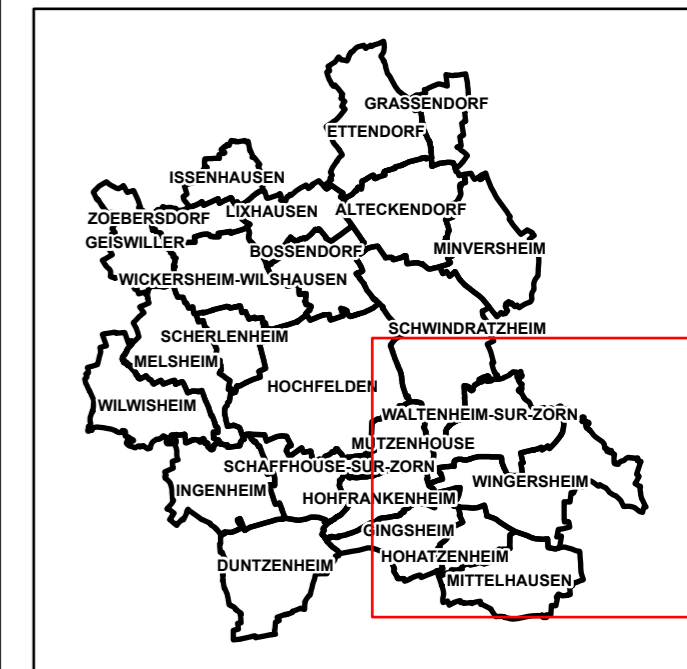 GRASSENDORF
ETTENDORF
ISSENHAUSEN
ZOEBERSDORF
LIXHAUSEN
ALTECKENDORF
GEISWILLER
BOSSENDORF
MINVERSHEIM
WICKERSHEIM-WILSHAUSEN
SCHWINDRATZHEIM
SCHERLENHEIM
MELSHEIM
HOCHFELDEN
WILWISHEIM
WALTENHEIM-SUR-ZORN
MUTZENHOUSE
SCHAFFHOUSE-SUR-ZORN
WINGERSHEIM
INGENHEIM
HOHFRANKENHEIM
GINGSHEIM
HOHATZENHEIM
DUNTZENHEIM
MITTELHAUSEN